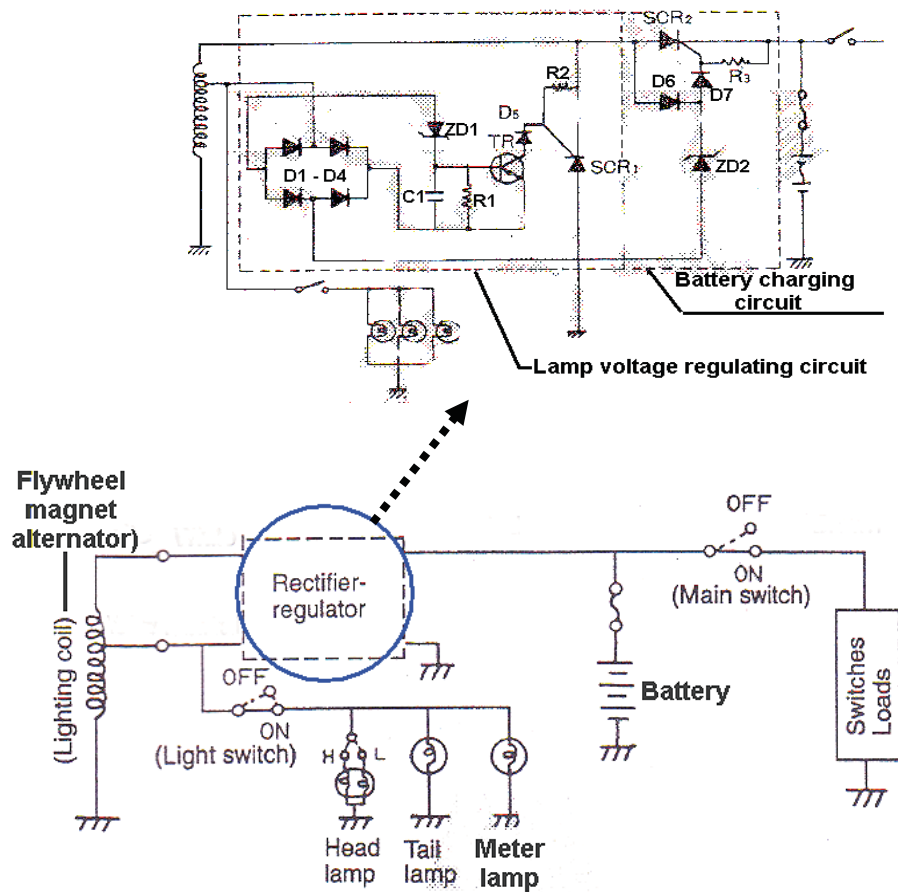 SCR₂
R2
R₃
D6
D7
D₅
ZD1
TR
D1 - D4
SCR₁
ZD2
C1
R1
Battery charging
circuit
Lamp voltage regulating circuit
Flywheel
magnet
alternator)
(Lighting coil)
Rectifier-
regulator
OFF
ON
(Main switch)
OFF
ON
(Light switch)
Battery
Switches
Loads
H
L
Head
lamp
Tail
lamp
Meter
lamp